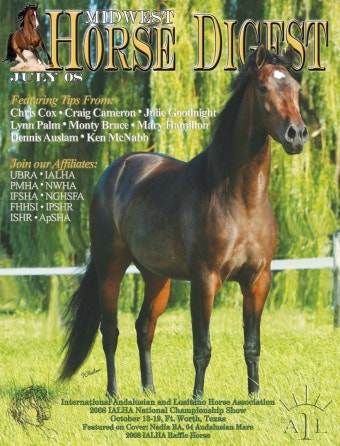 MIDWEST
HORSE DIGEST
JULY 08
Featuring Tips From:
Chris Cox • Craig Cameron • Julie Goodnight
Lynn Palm • Monty Bruce • Mary Hamilton
Dennis Auslam • Ken McNabb
Join our Affiliates:
UBRA • IALHA
PMHA • NWHA
IFSHA • NGHSFA
FHHSI • IPSHR
ISHR • ApSHA
International Andalusian and Lusitano Horse Association
2008 IALHA National Championship Show
October 13-19, Ft. Worth, Texas
Featured on Cover: Nadia BA, 04 Andalusian Mare
2008 IALHA Raffle Horse